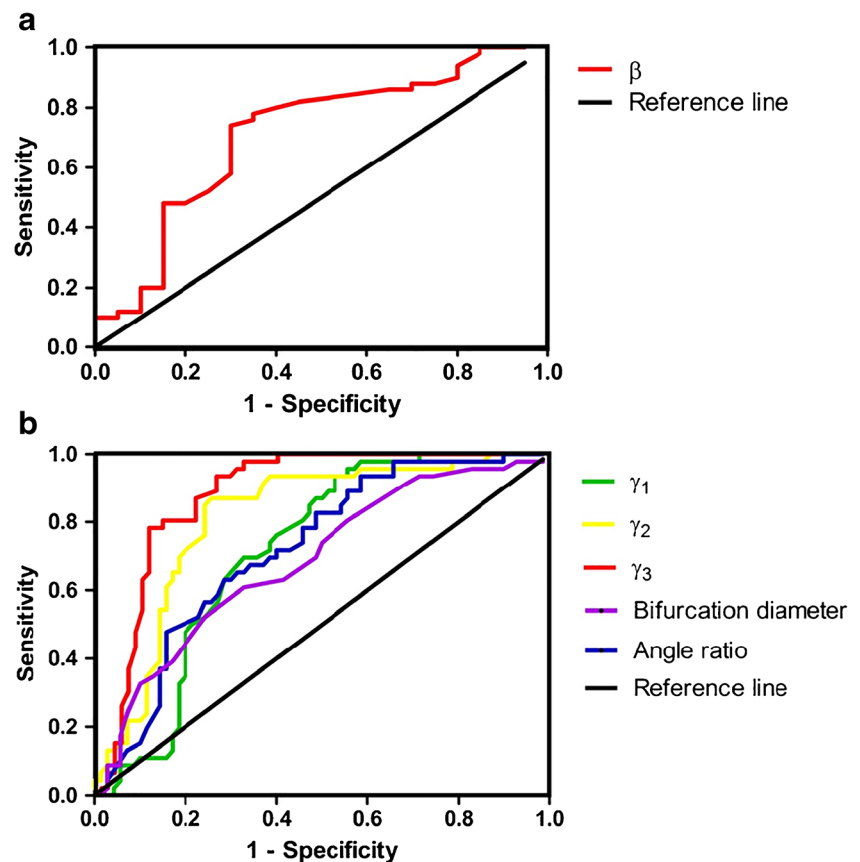 a
1.0
0.8
0.6
0.4
0.2
0.0
Sensitivity
0.0 0.2 0.4 0.6 0.8 1.0
1 - Specificity
β
Reference line
b
1.0
0.8
0.6
0.4
0.2
0.0
Sensitivity
0.0 0.2 0.4 0.6 0.8 1.0
1 - Specificity
γ1
γ2
γ3
Bifurcation diameter
Angle ratio
Reference line